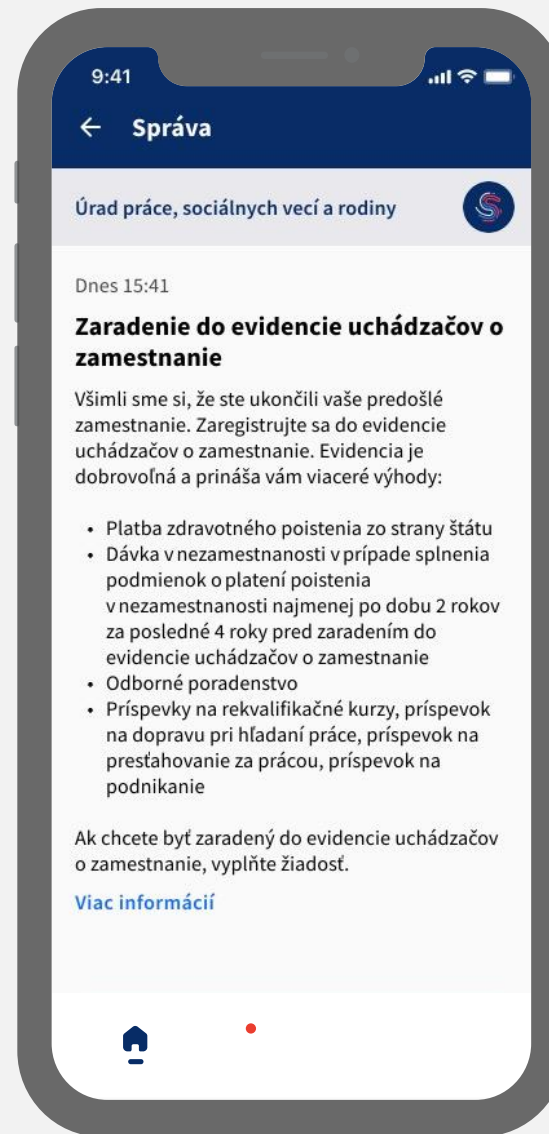 9:41
Správa
Úrad práce, sociálnych vecí a rodiny
Dnes 15:41
Zaradenie do evidencie uchádzačov o
zamestnanie
Všimli sme si, že ste ukončili vaše predošlé
zamestnanie. Zaregistrujte sa do evidencie
uchádzačov o zamestnanie. Evidencia je
dobrovoľná a prináša vám viaceré výhody:
• Platba zdravotného poistenia zo strany štátu
• Dávka v nezamestnanosti v prípade splnenia
podmienok o platení poistenia
v nezamestnanosti najmenej po dobu 2 rokov
za posledné 4 roky pred zaradením do
evidencie uchádzačov o zamestnanie
• Odborné poradenstvo
• Príspevky na rekvalifikačné kurzy, príspevok
na dopravu pri hľadaní práce, príspevok na
presťahovanie za prácou, príspevok na
podnikanie
Ak chcete byť zaradený do evidencie uchádzačov
o zamestnanie, vyplňte žiadosť.
Viac informácií